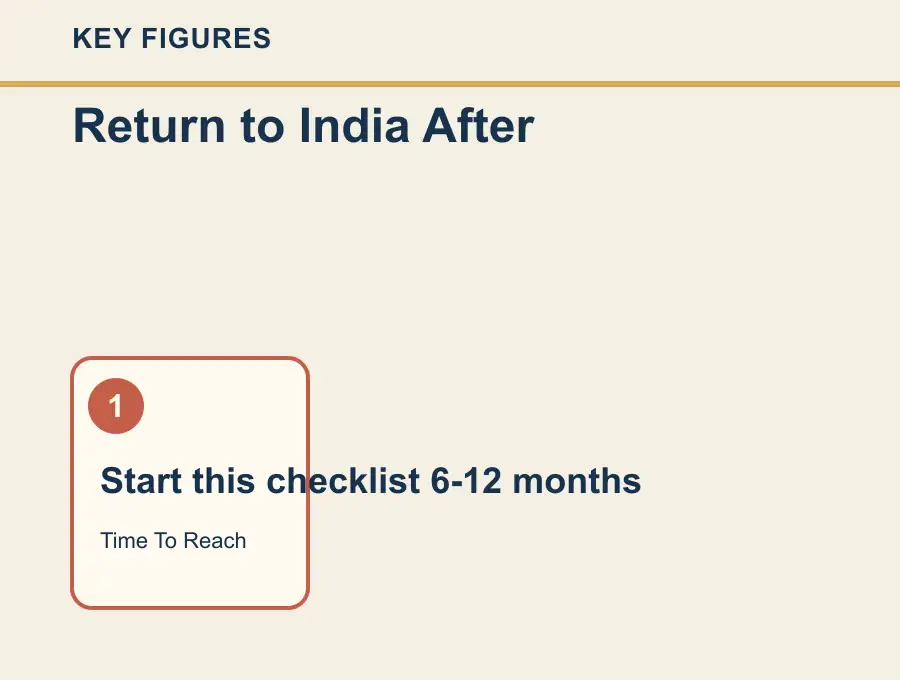 KEY FIGURES
Return to India After
1
Start this checklist 6-12 months
Time To Reach